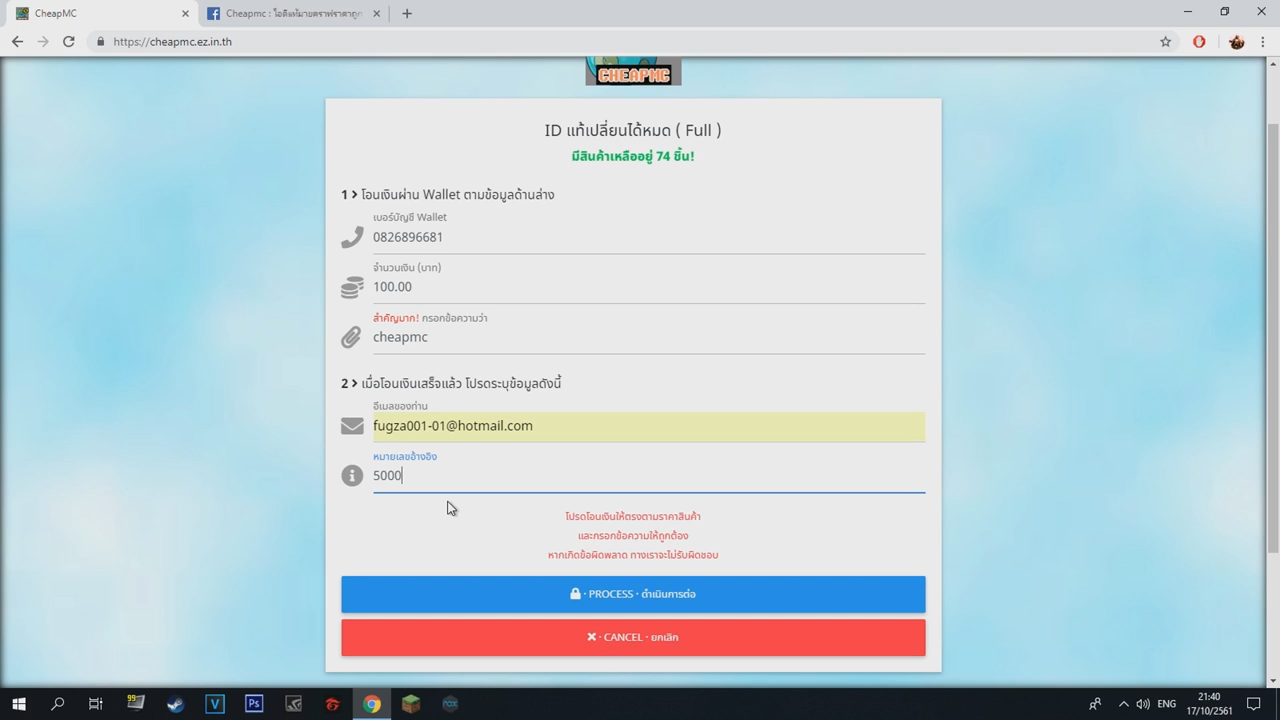 CheapMC
Cheapmc : ไอดีแท้มายคราฟราคาถูก
https://cheapmc.ez.in.th
CHEAPMC
ID แท้เปลี่ยนได้หมด ( Full )
มีสินค้าเหลืออยู่ 74 ชิ้น!
1 > โอนเงินผ่าน Wallet ตามข้อมูลด้านล่าง
เบอร์บัญชี Wallet
0826896681
จำนวนเงิน (บาท)
100.00
สำคัญมาก! กรอกข้อความว่า
cheapmc
2 > เมื่อโอนเงินเสร็จแล้ว โปรดระบุข้อมูลดังนี้
อีเมลของท่าน
fugza001-01@hotmail.com
หมายเลขอ้างอิง
5000
โปรดโอนเงินให้ตรงตามราคาสินค้า
และกรอกข้อความให้ถูกต้อง
หากเกิดข้อผิดพลาด ทางเราจะไม่รับผิดชอบ
· PROCESS · ดำเนินการต่อ
· CANCEL · ยกเลิก
99
V
Ps
NOX
ENG
21:40
17/10/2561